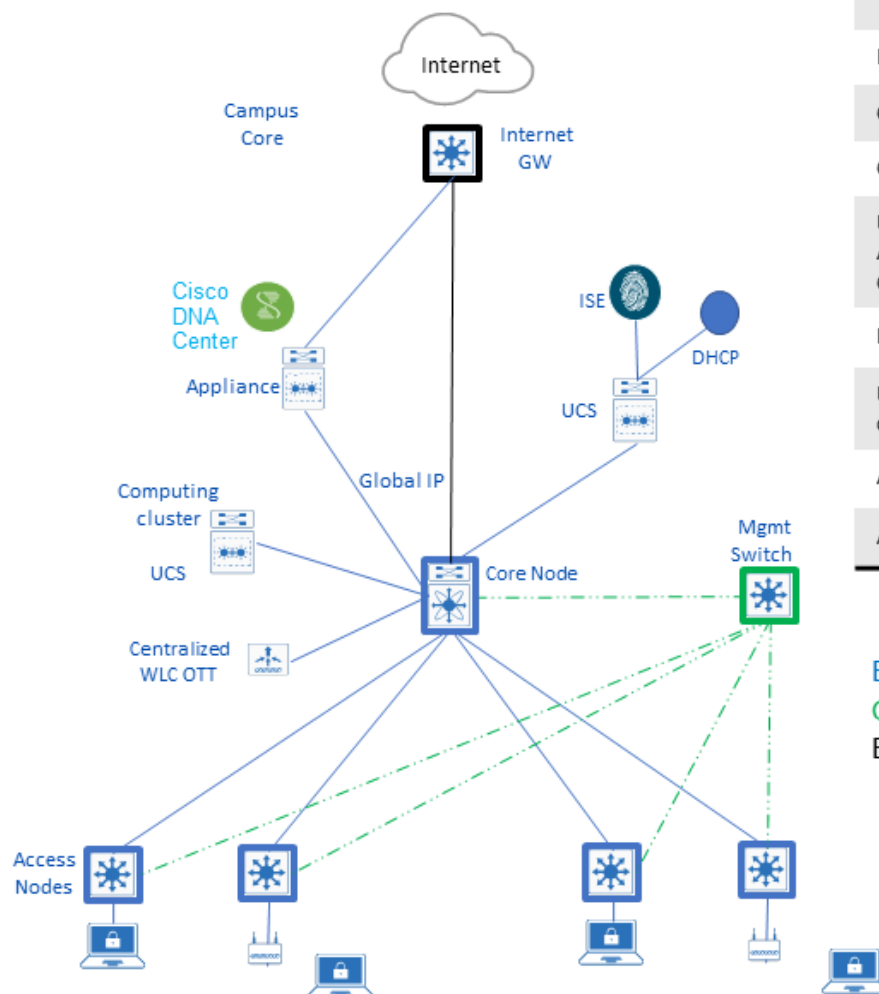 Internet
Campus
Core
Internet
GW
Cisco
DNA
Center
ISE
DHCP
Appliance
UCS
Global IP
Computing
cluster
Mgmt
Switch
UCS
Core Node
Centralized
WLC OTT
Access
Nodes